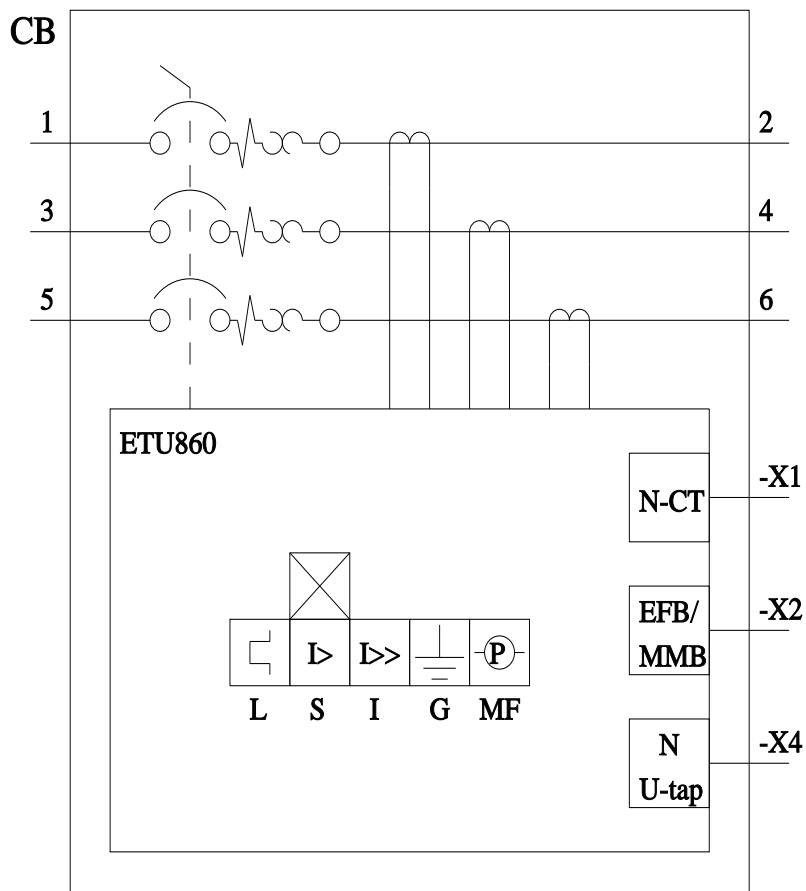 CB
1 2
3 4
5 6
ETU860
N-CT -X1
EFB/ -X2
MMB
I> I>> P
L S I G MF
N -X4
U-tap